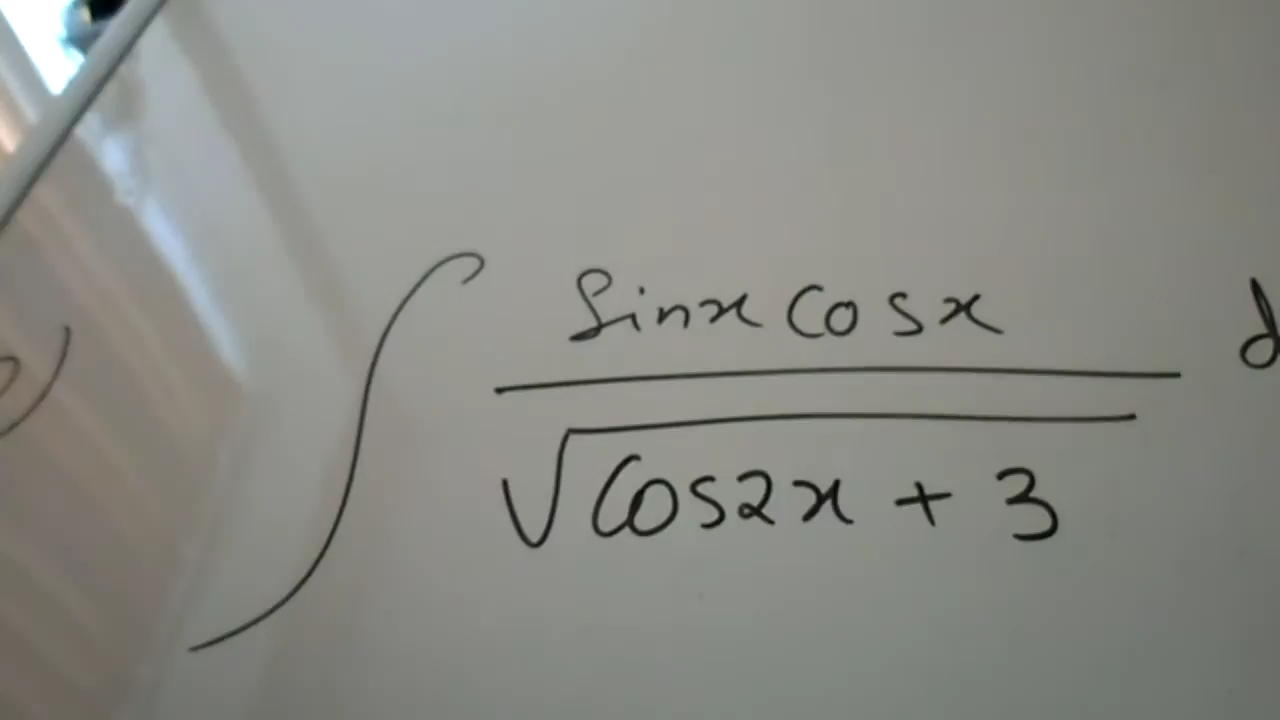 ∫ sinx cosx d
√cos2x + 3